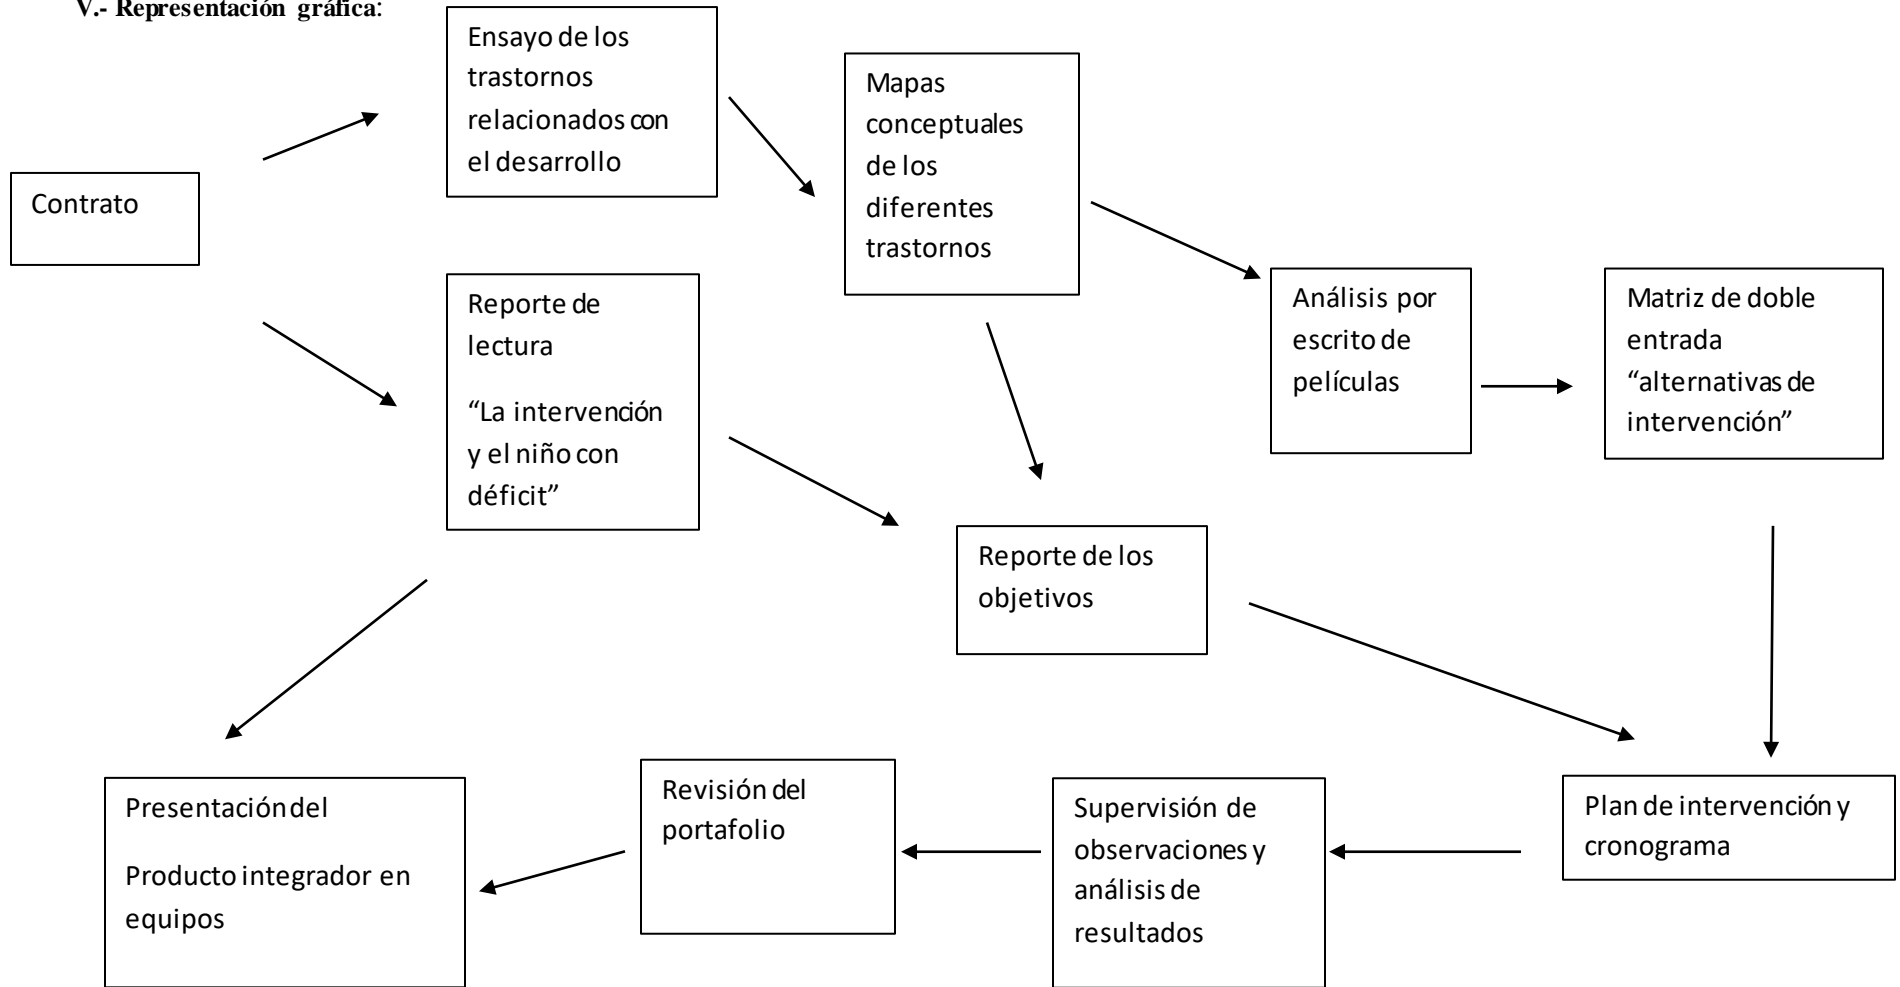 V.- Representación gráfica:
Ensayo de los
trastornos
relacionados con
el desarrollo
Mapas
conceptuales
de los
diferentes
trastornos
Contrato
Reporte de
lectura
“La intervención
y el niño con
déficit”
Análisis por
escrito de
películas
Matriz de doble
entrada
“alternativas de
intervención”
Reporte de los
objetivos
Presentación del
Producto integrador en
equipos
Revisión del
portafolio
Supervisión de
observaciones y
análisis de
resultados
Plan de intervención y
cronograma